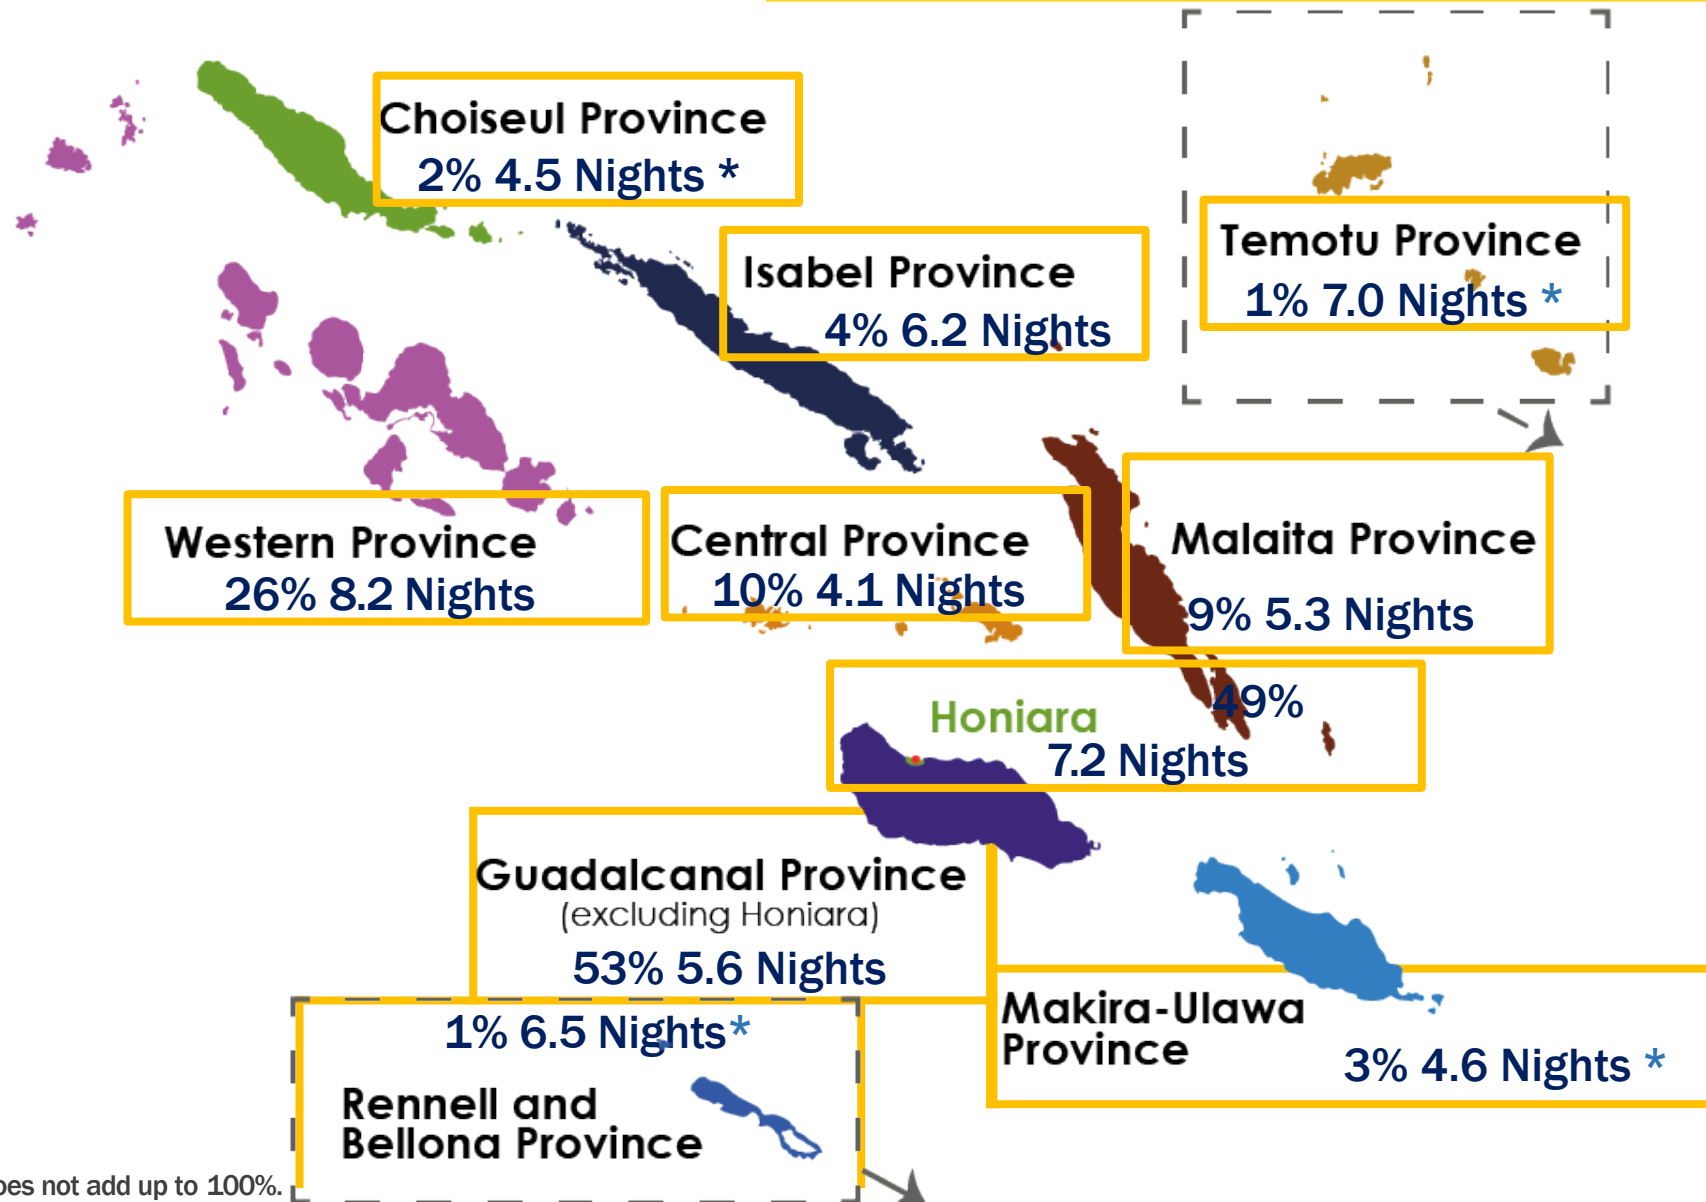 Choiseul Province
2% 4.5 Nights *
Temotu Province
1% 7.0 Nights *
Isabel Province
4% 6.2 Nights
Western Province
26% 8.2 Nights
Central Province
10% 4.1 Nights
Malaita Province
9% 5.3 Nights
Honiara
49%
7.2 Nights
Guadalcanal Province
(excluding Honiara)
53% 5.6 Nights
Makira-Ulawa
Province
3% 4.6 Nights *
1% 6.5 Nights*
Rennell and
Bellona Province
not add up to 100%.